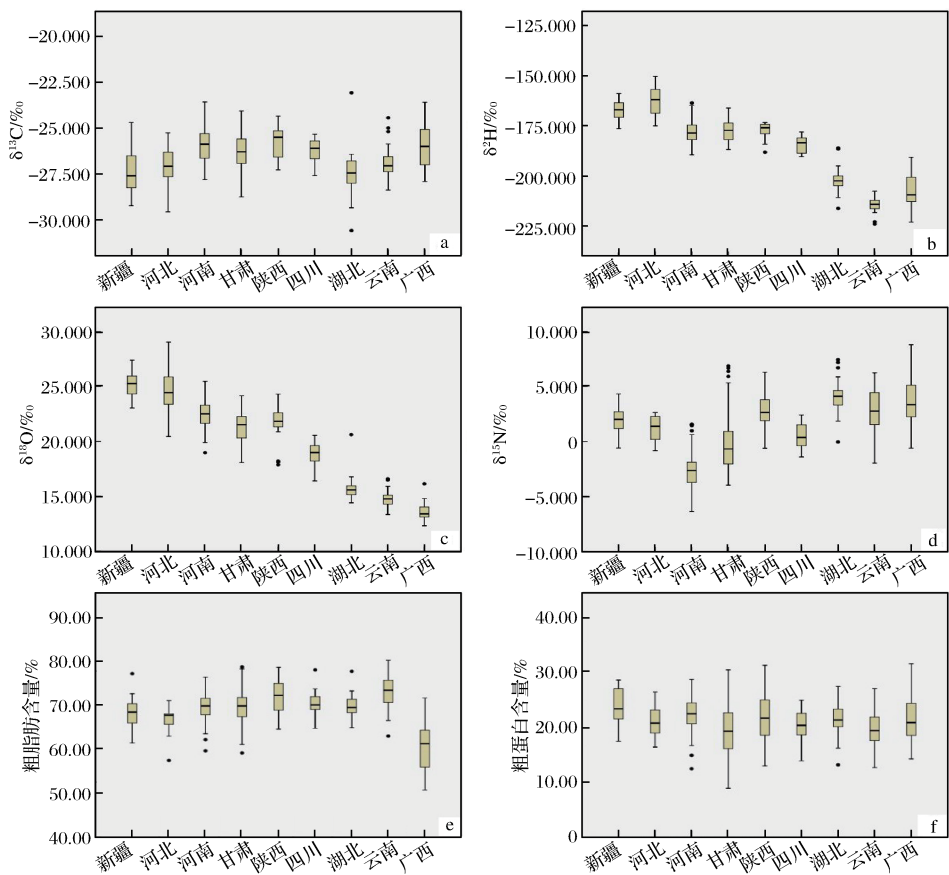 δ¹³C/‰
−20.000
−22.500
−25.000
−27.500
−30.000
新疆 河北 河南 甘肃 陕西 四川 湖北 云南 广西
a
δ²H/‰
−125.000
−150.000
−175.000
−200.000
−225.000
新疆 河北 河南 甘肃 陕西 四川 湖北 云南 广西
b
δ¹⁸O/‰
30.000
25.000
20.000
15.000
10.000
新疆 河北 河南 甘肃 陕西 四川 湖北 云南 广西
c
δ¹⁵N/‰
10.000
5.000
0
−5.000
−10.000
新疆 河北 河南 甘肃 陕西 四川 湖北 云南 广西
d
粗脂肪含量/%
90.00
80.00
70.00
60.00
50.00
40.00
新疆 河北 河南 甘肃 陕西 四川 湖北 云南 广西
e
粗蛋白含量/%
40.00
30.00
20.00
10.00
0
新疆 河北 河南 甘肃 陕西 四川 湖北 云南 广西
f